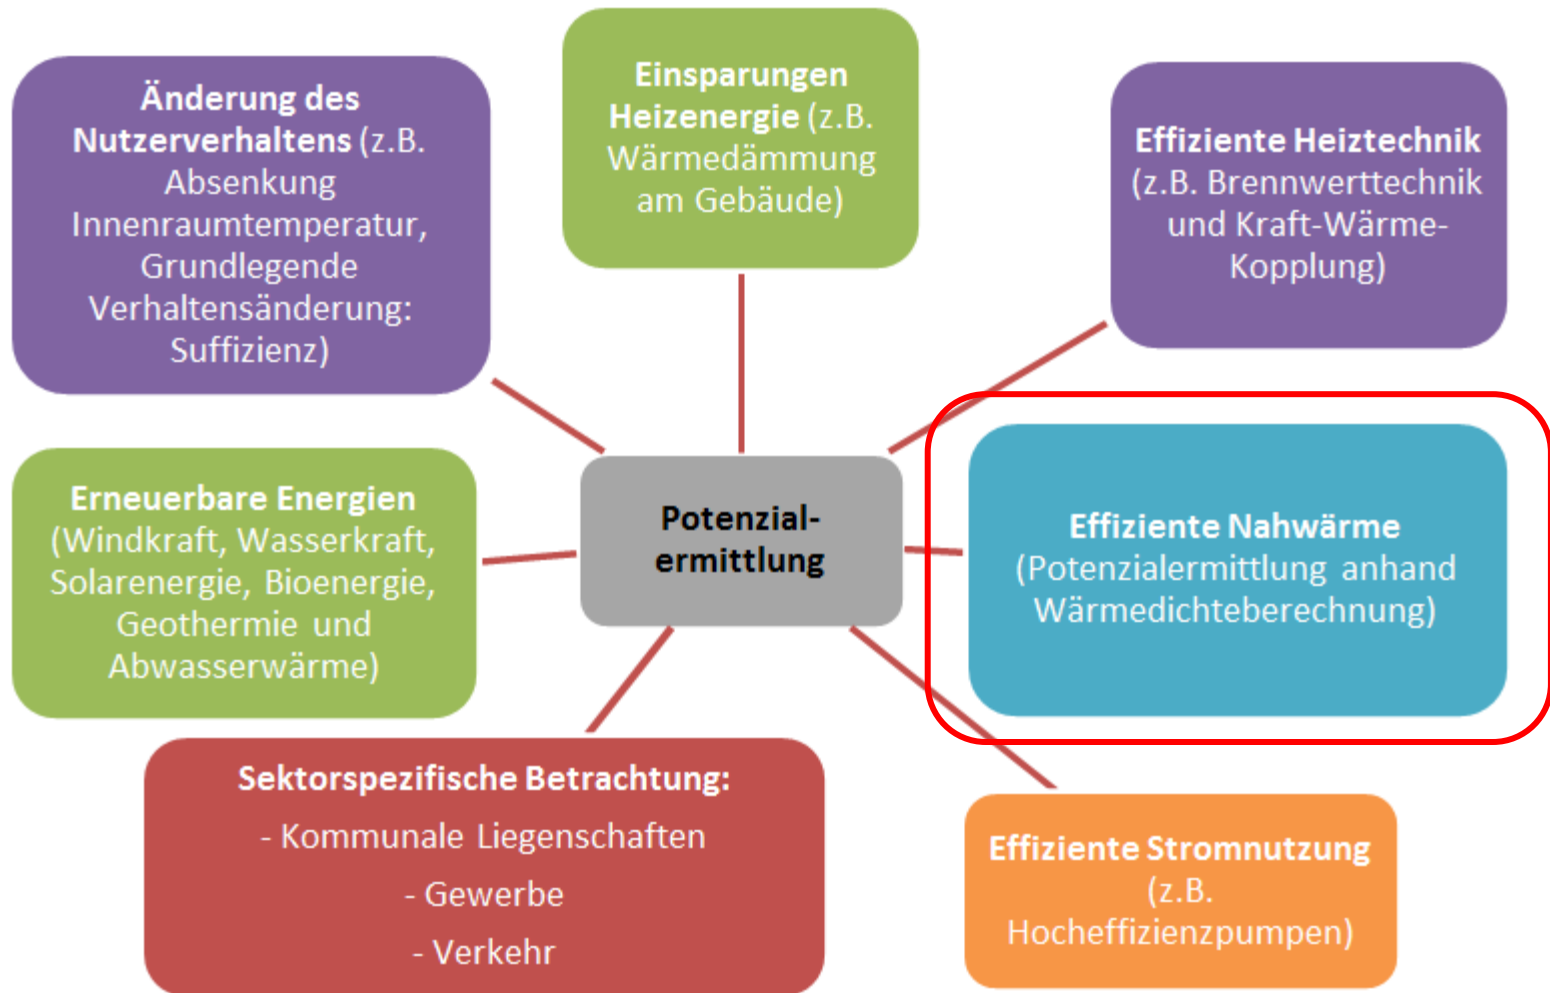 Änderung des
Nutzerverhaltens (z.B.
Absenkung
Innenraumtemperatur,
Grundlegende
Verhaltensänderung:
Suffizienz)
Einsparungen
Heizenergie (z.B.
Wärmedämmung
am Gebäude)
Effiziente Heiztechnik
(z.B. Brennwerttechnik
und Kraft-Wärme-
Kopplung)
Erneuerbare Energien
(Windkraft, Wasserkraft,
Solarenergie, Bioenergie,
Geothermie und
Abwasserwärme)
Potenzial-
ermittlung
Effiziente Nahwärme
(Potenzialermittlung anhand
Wärmedichteberechnung)
Sektorspezifische Betrachtung:
- Kommunale Liegenschaften
- Gewerbe
- Verkehr
Effiziente Stromnutzung
(z.B.
Hocheffizienzpumpen)